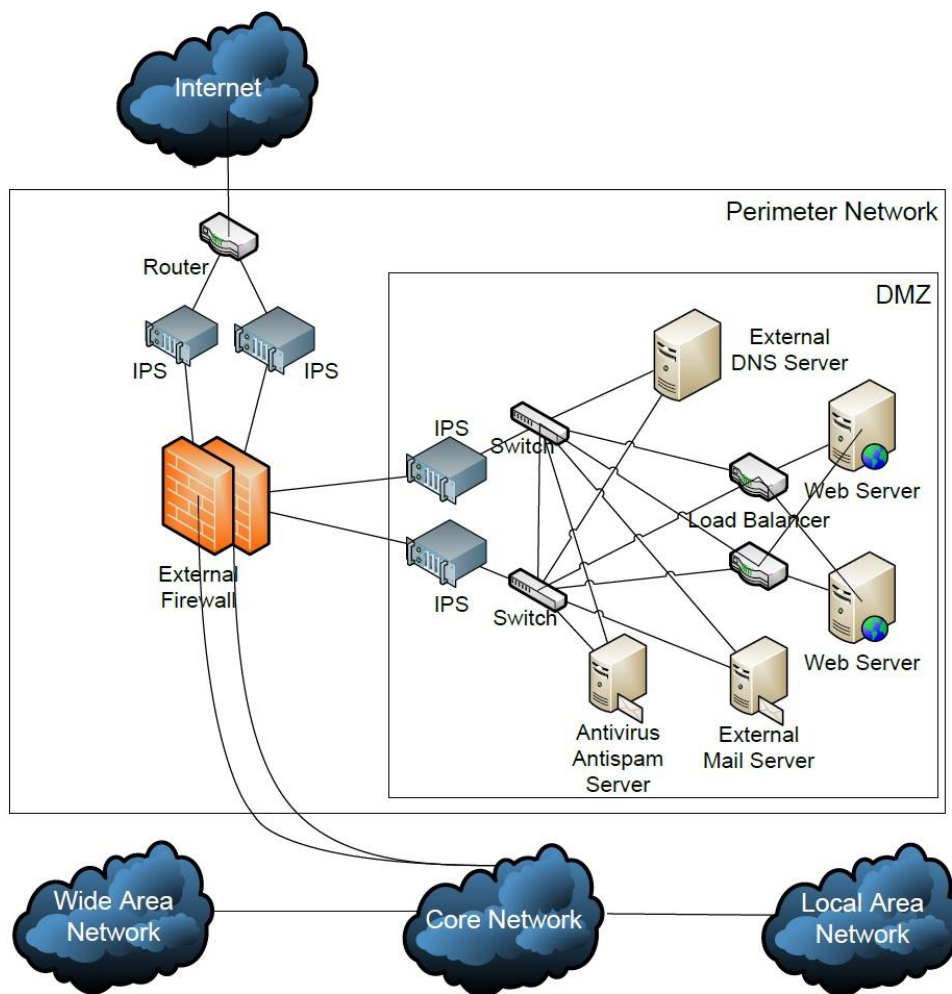 Internet
Perimeter Network
Router
DMZ
IPS
IPS
External
DNS Server
IPS
Switch
Web Server
Load Balancer
External
Firewall
IPS
Switch
Web Server
Antivirus
Antispam
Server
External
Mail Server
Wide Area
Network
Core Network
Local Area
Network